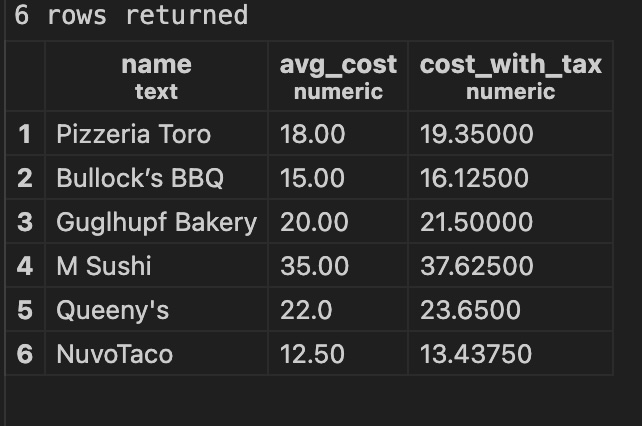 6 rows returned
name avg_cost cost_with_tax
text numeric numeric
1 Pizzeria Toro 18.00 19.35000
2 Bullock’s BBQ 15.00 16.12500
3 Guglhupf Bakery 20.00 21.50000
4 M Sushi 35.00 37.62500
5 Queeny's 22.0 23.6500
6 NuvoTaco 12.50 13.43750